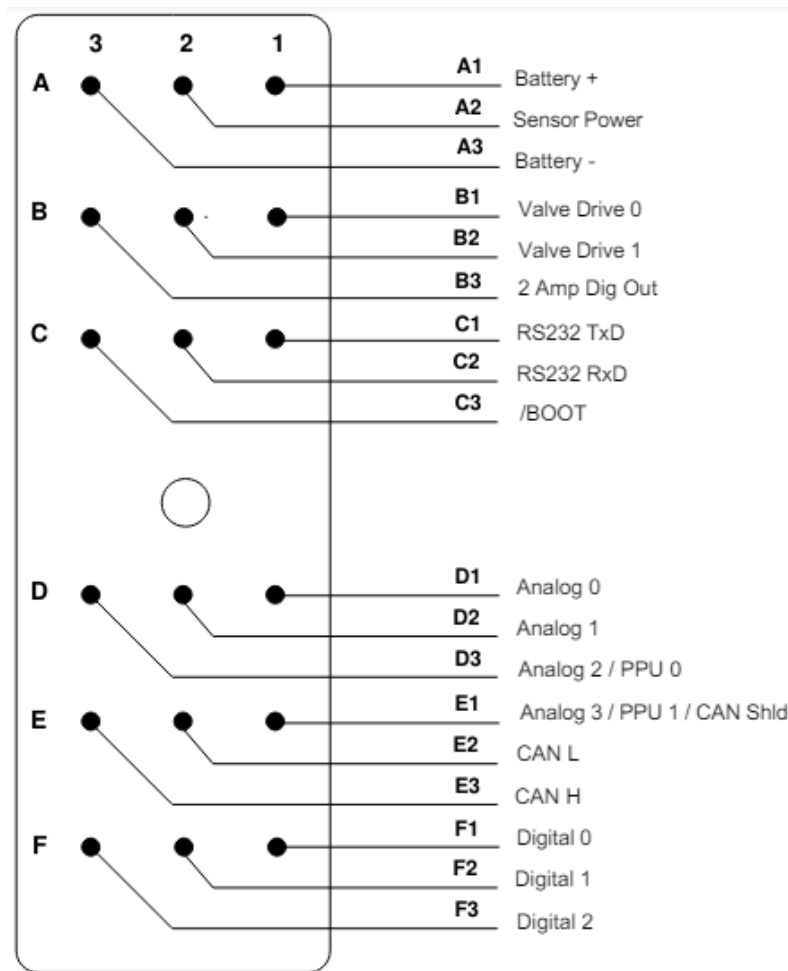 3 2 1
A
A1 Battery +
A2 Sensor Power
A3 Battery -
B
B1 Valve Drive 0
B2 Valve Drive 1
B3 2 Amp Dig Out
C
C1 RS232 TxD
C2 RS232 RxD
C3 /BOOT
D
D1 Analog 0
D2 Analog 1
D3 Analog 2 / PPU 0
E
E1 Analog 3 / PPU 1 / CAN Shld
E2 CAN L
E3 CAN H
F
F1 Digital 0
F2 Digital 1
F3 Digital 2